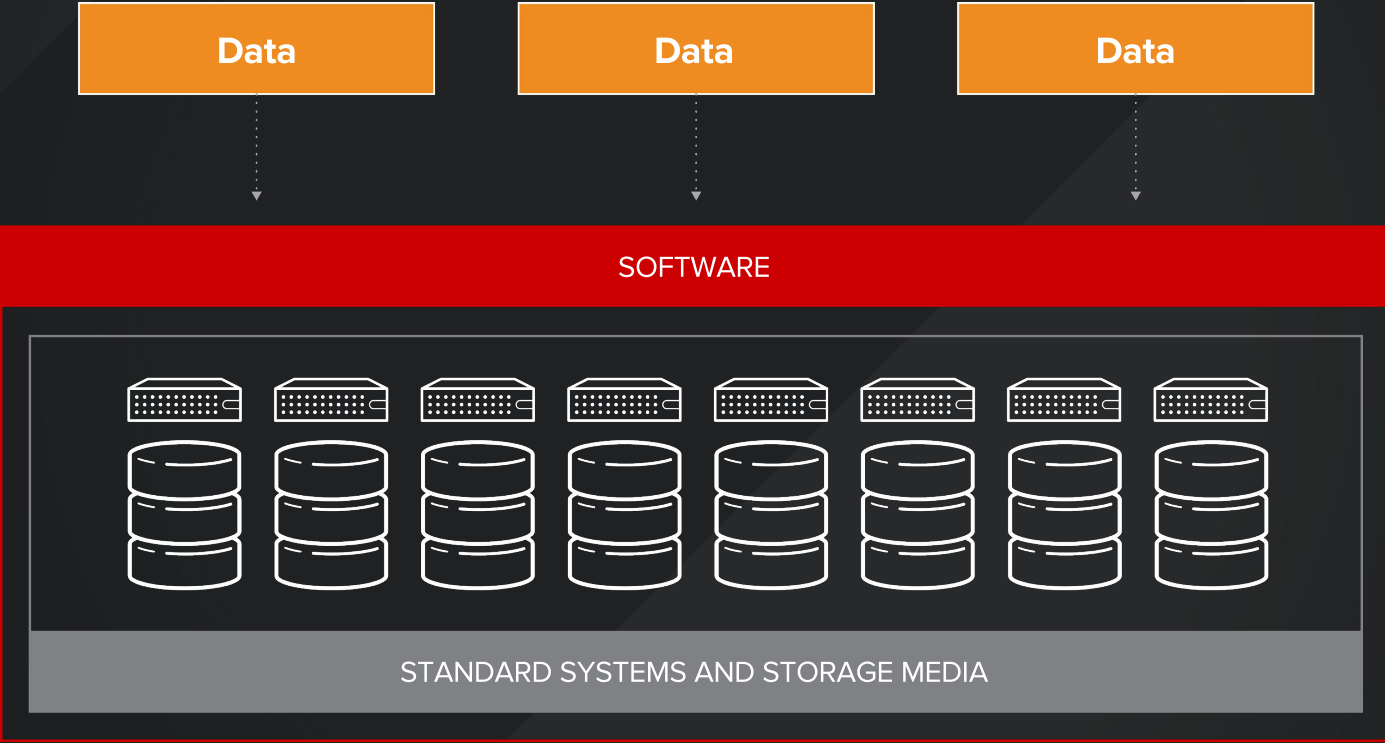 Data
Data
Data
SOFTWARE
STANDARD SYSTEMS AND STORAGE MEDIA